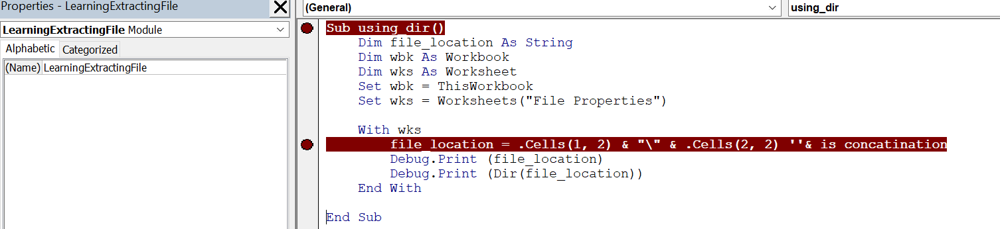 Properties - LearningExtractingFile
LearningExtractingFile Module
Alphabetic Categorized
(Name) LearningExtractingFile
(General)
using_dir
Sub using_dir()
    Dim file_location As String
    Dim wbk As Workbook
    Dim wks As Worksheet
    Set wbk = ThisWorkbook
    Set wks = Worksheets("File Properties")
    With wks
        file_location = .Cells(1, 2) & "\" & .Cells(2, 2) ''& is concatination
        Debug.Print (file_location)
        Debug.Print (Dir(file_location))
    End With
End Sub